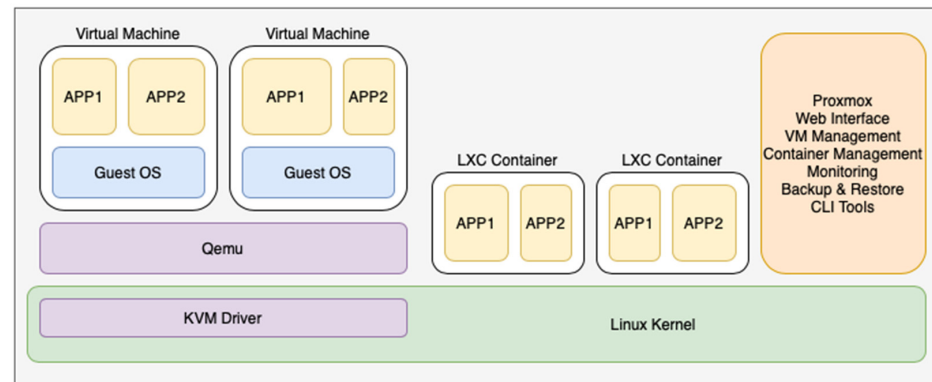 Virtual Machine
Virtual Machine
APP1
APP2
APP1
APP2
Guest OS
Guest OS
LXC Container
LXC Container
APP1
APP2
APP1
APP2
Proxmox
Web Interface
VM Management
Container Management
Monitoring
Backup & Restore
CLI Tools
Qemu
KVM Driver
Linux Kernel